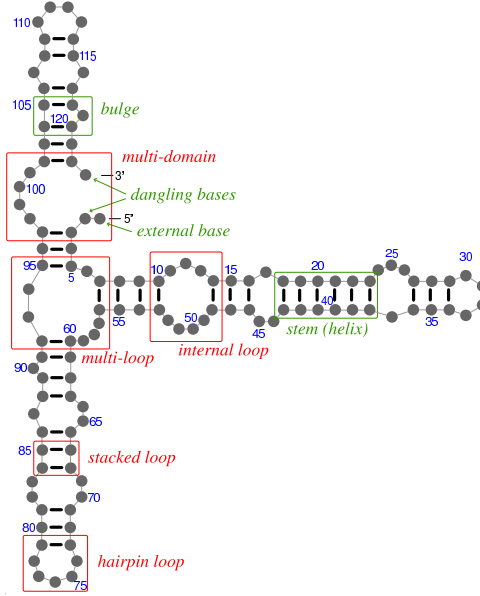 110
115
105
120
bulge
multi-domain
3'
100
dangling bases
5'
external base
95
5
10
15
20
25
30
50
40
55
45
35
60
stem (helix)
internal loop
multi-loop
90
65
85
stacked loop
70
80
hairpin loop
75